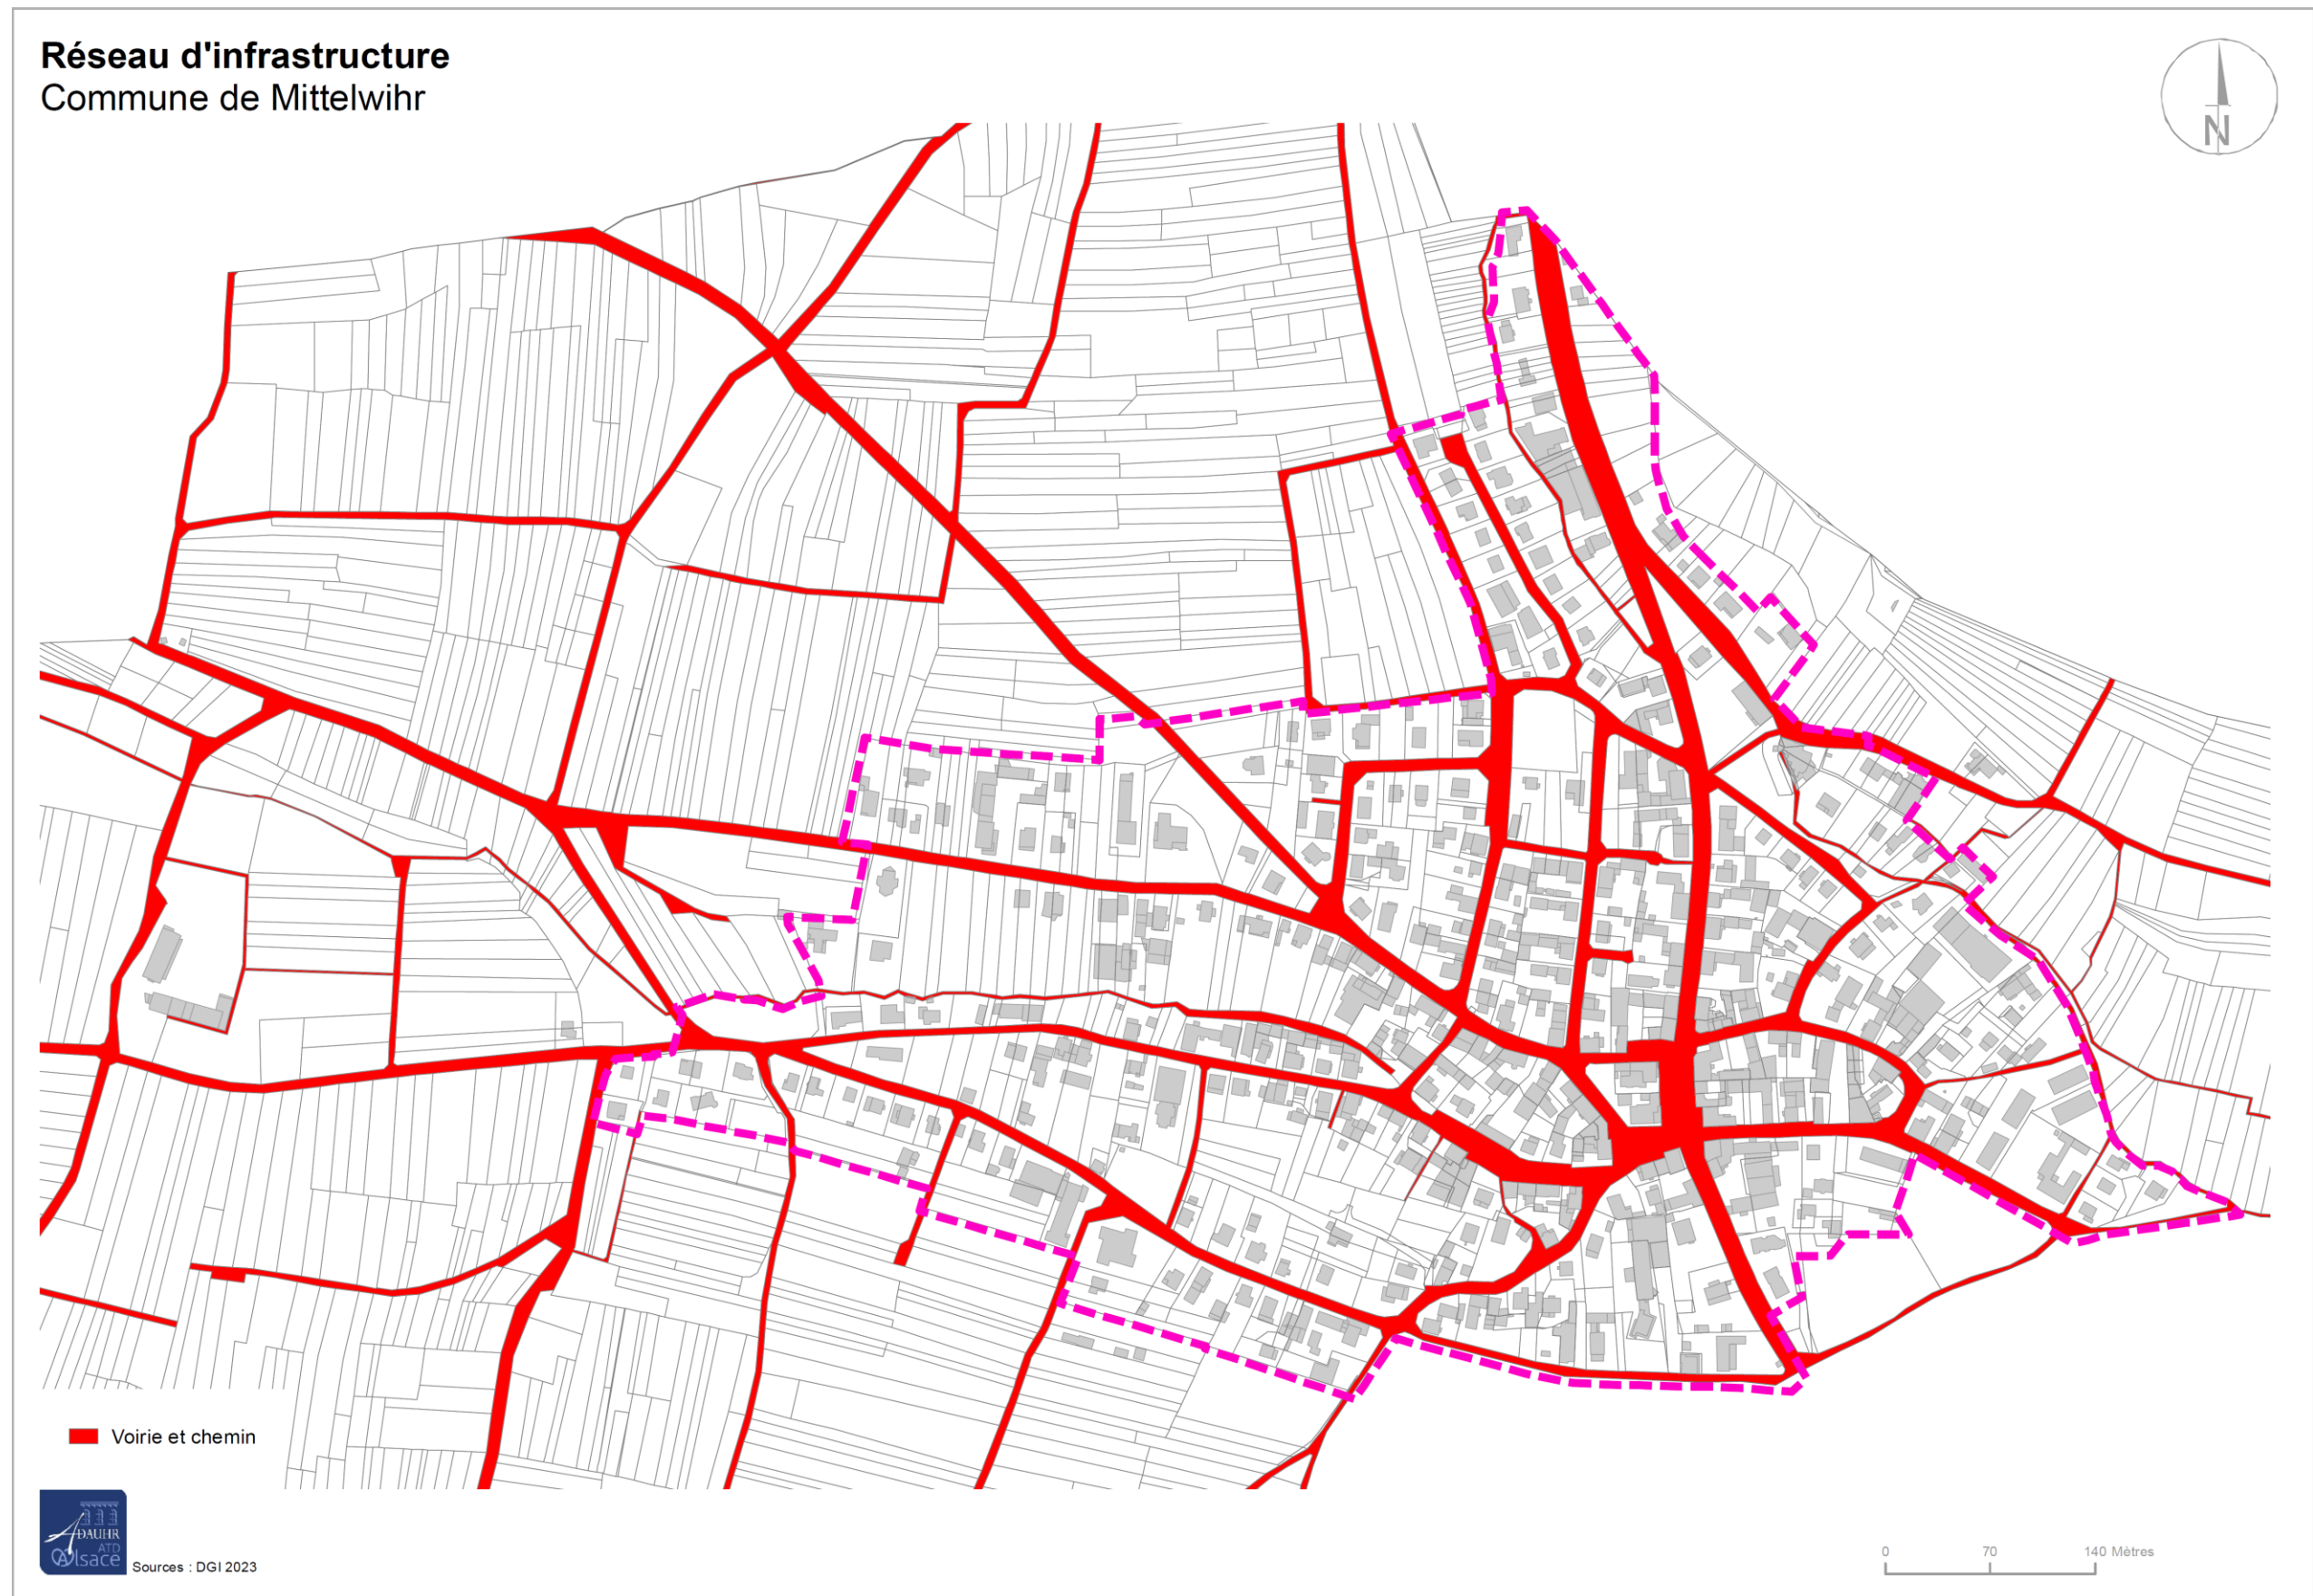 Réseau d'infrastructure
Commune de Mittelwihr
N
Voirie et chemin
ADAUHR
ATD
Alsace
Sources : DGI 2023
0 70 140 Mètres